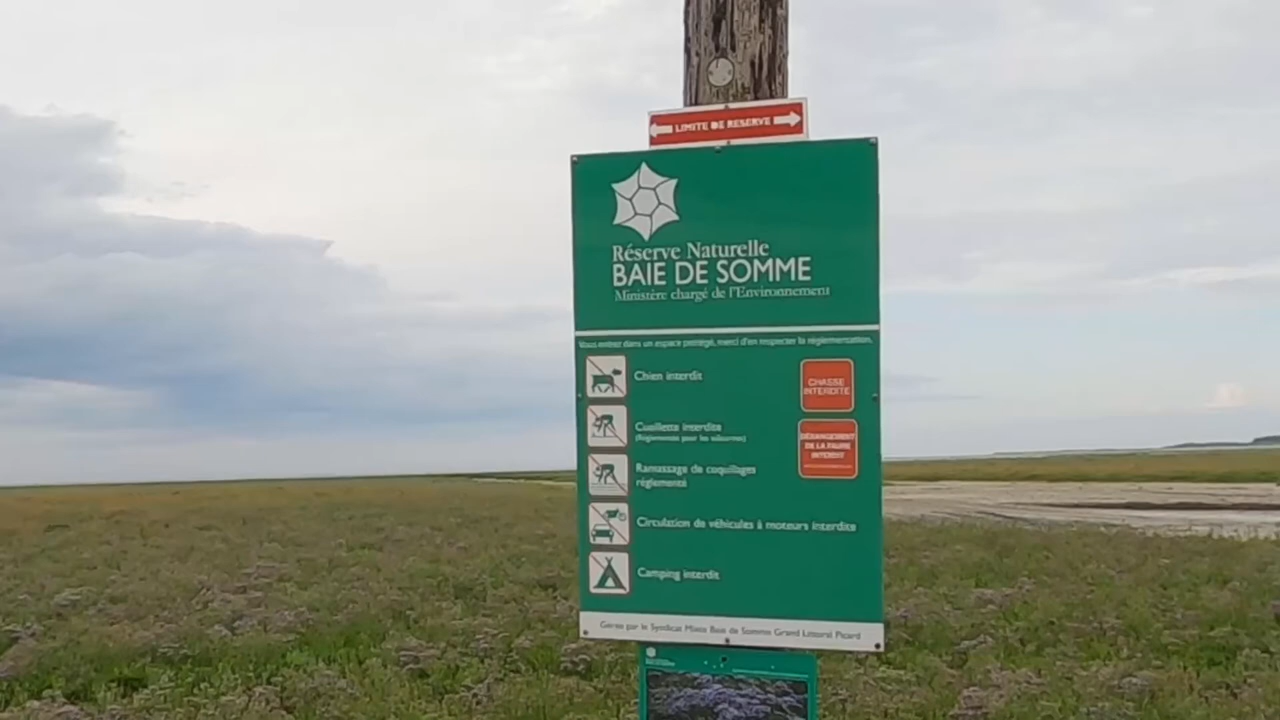 LIMITE DE RESERVE
Réserve Naturelle
BAIE DE SOMME
Ministère chargé de l'Environnement
Vous entrez dans un espace protégé, merci d'en respecter la réglementation.
Chien interdit
CHASSE
INTERDITE
Cueillette interdite
(Réglementée pour les salicornes)
DÉRANGEMENT
DE LA FAUNE
INTERDIT
Ramassage de coquillages
réglementé
Circulation de véhicules à moteurs interdite
Camping interdit
Gérée par le Syndicat Mixte Baie de Somme Grand Littoral Picard